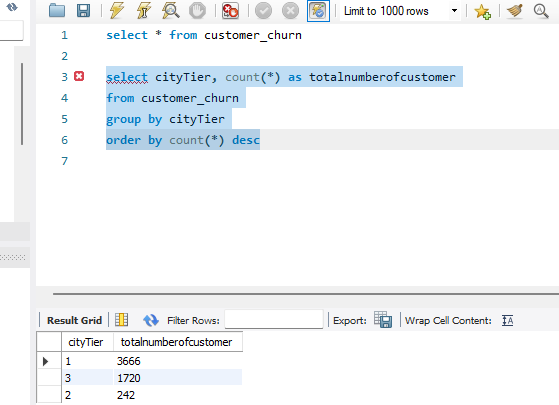 Limit to 1000 rows
1 select * from customer_churn
2
3 select cityTier, count(*) as totalnumberofcustomer
4 from customer_churn
5 group by cityTier
6 order by count(*) desc
7
Result Grid Filter Rows: Export: Wrap Cell Content:
cityTier totalnumberofcustomer
1 3666
3 1720
2 242